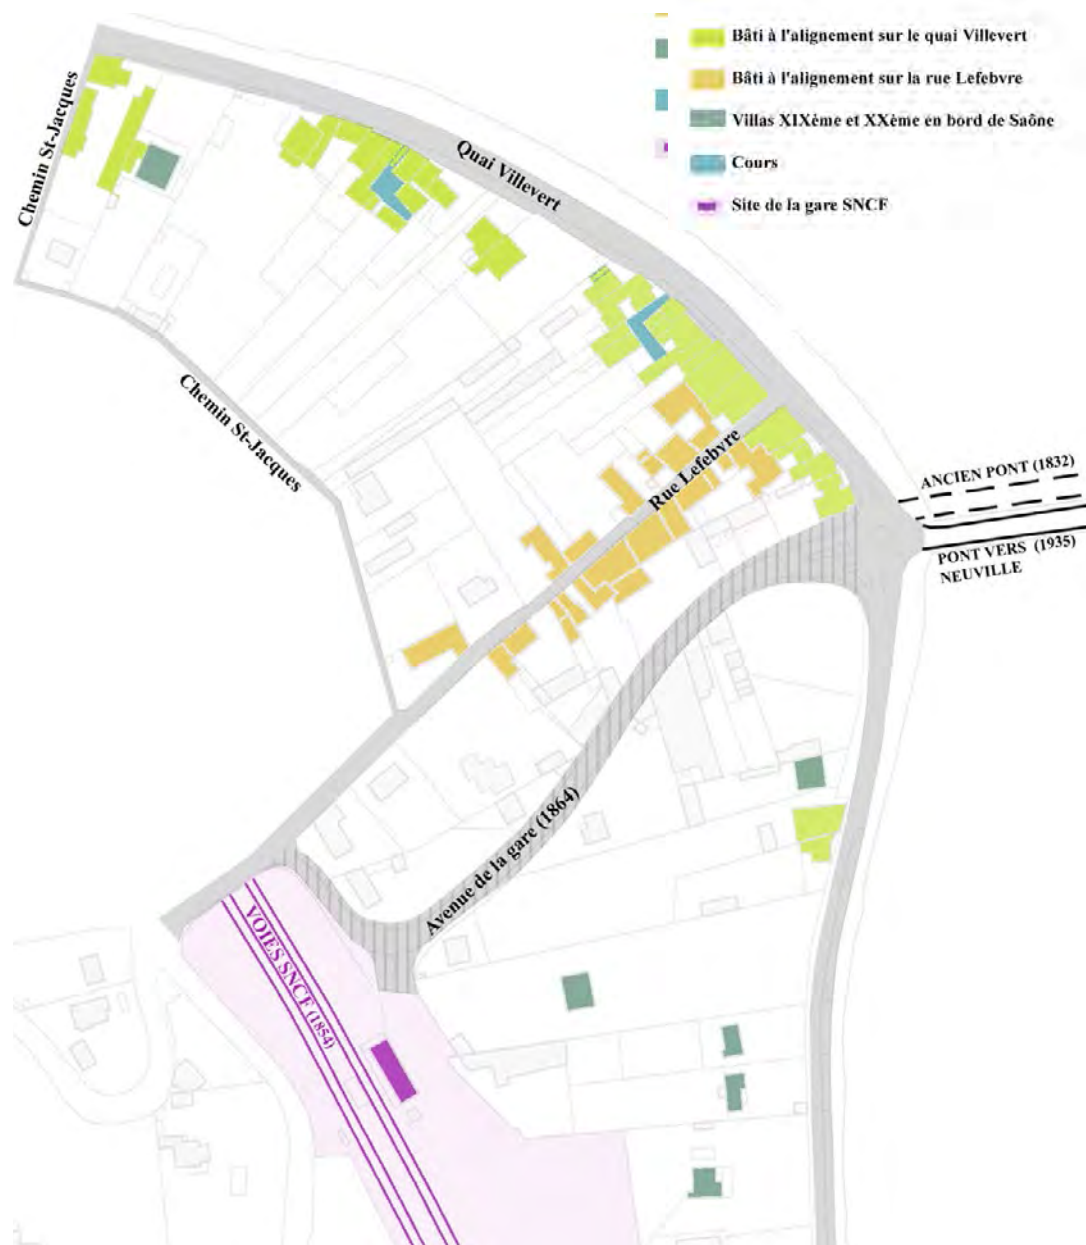 Bâti à l'alignement sur le quai Villevert
Bâti à l'alignement sur la rue Lefebvre
Villas XIXème et XXème en bord de Saône
Cours
Site de la gare SNCF
Chemin St-Jacques
Quai Villevert
Chemin St-Jacques
Rue Lefebvre
ANCIEN PONT (1832)
PONT VERS (1935)
NEUVILLE
Avenue de la gare (1864)
VOIES SNCF (1854)